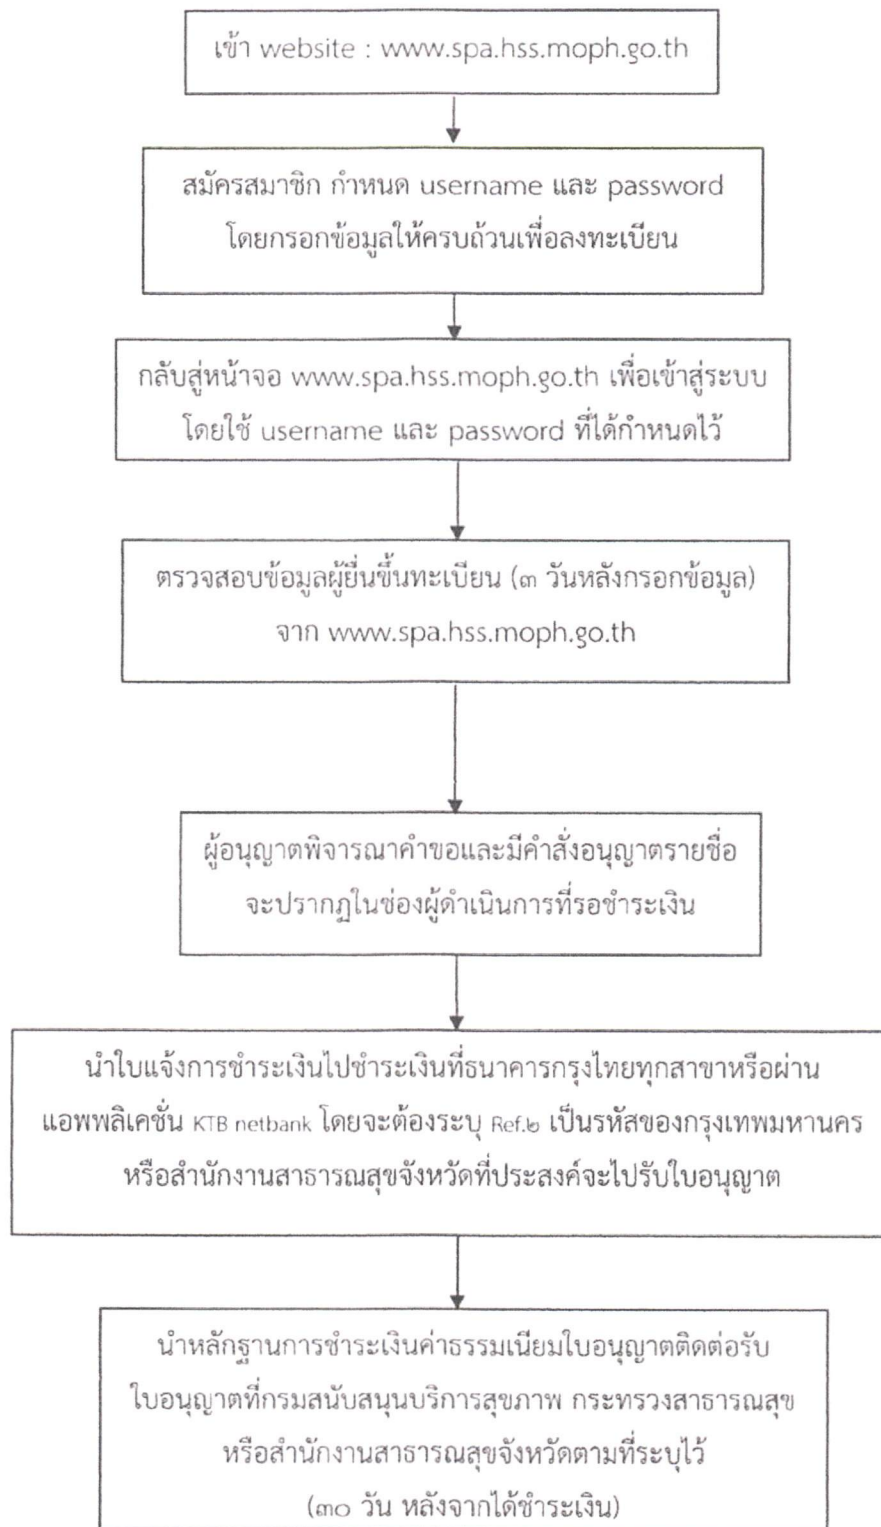 เข้า website : www.spa.hss.moph.go.th
สมัครสมาชิก กำหนด username และ password
โดยกรอกข้อมูลให้ครบถ้วนเพื่อลงทะเบียน
กลับสู่หน้าจอ www.spa.hss.moph.go.th เพื่อเข้าสู่ระบบ
โดยใช้ username และ password ที่ได้กำหนดไว้
ตรวจสอบข้อมูลผู้ยื่นขึ้นทะเบียน (๓ วันหลังกรอกข้อมูล)
จาก www.spa.hss.moph.go.th
ผู้อนุญาตพิจารณาคำขอและมีคำสั่งอนุญาตรายชื่อ
จะปรากฏในช่องผู้ดำเนินการที่รอชำระเงิน
นำใบแจ้งการชำระเงินไปชำระเงินที่ธนาคารกรุงไทยทุกสาขาหรือผ่าน
แอพพลิเคชั่น KTB netbank โดยจะต้องระบุ Ref.๒ เป็นรหัสของกรุงเทพมหานคร
หรือสำนักงานสาธารณสุขจังหวัดที่ประสงค์จะไปรับใบอนุญาต
นำหลักฐานการชำระเงินค่าธรรมเนียมใบอนุญาตติดต่อรับ
ใบอนุญาตที่กรมสนับสนุนบริการสุขภาพ กระทรวงสาธารณสุข
หรือสำนักงานสาธารณสุขจังหวัดตามที่ระบุไว้
(๓๐ วัน หลังจากได้ชำระเงิน)